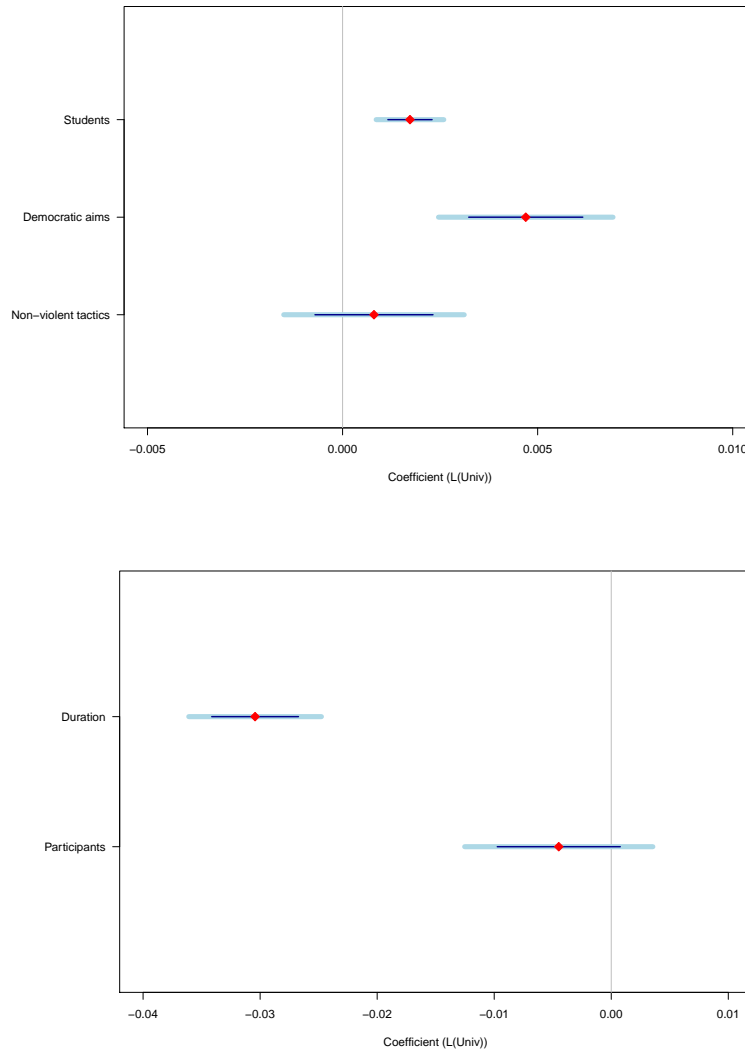 Students
Democratic aims
Non−violent tactics
−0.005 0.000 0.005 0.010
Coefficient (L(Univ))
Duration
Participants
−0.04 −0.03 −0.02 −0.01 0.00 0.01
Coefficient (L(Univ))